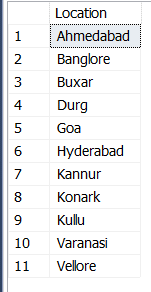 Location
1 Ahmedabad
2 Banglore
3 Buxar
4 Durg
5 Goa
6 Hyderabad
7 Kannur
8 Konark
9 Kullu
10 Varanasi
11 Vellore